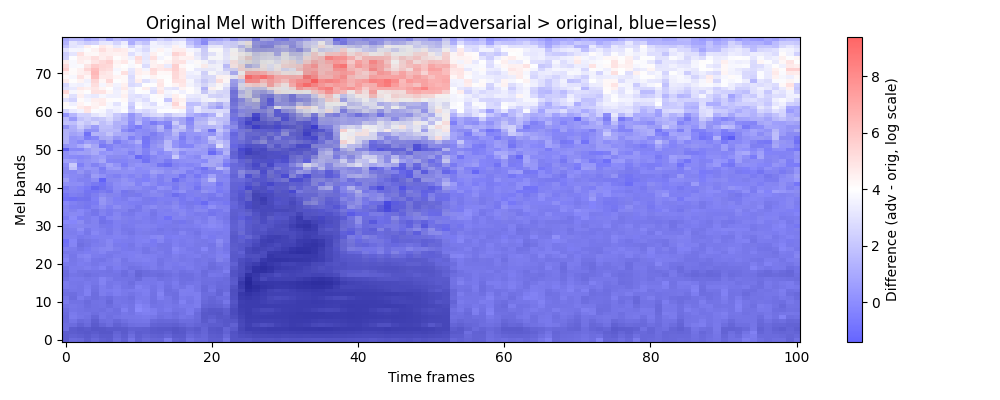 Original Mel with Differences (red=adversarial > original, blue=less)
Mel bands
70
60
50
40
30
20
10
0
0 20 40 60 80 100
Time frames
8
6
4
2
0
Difference (adv - orig, log scale)